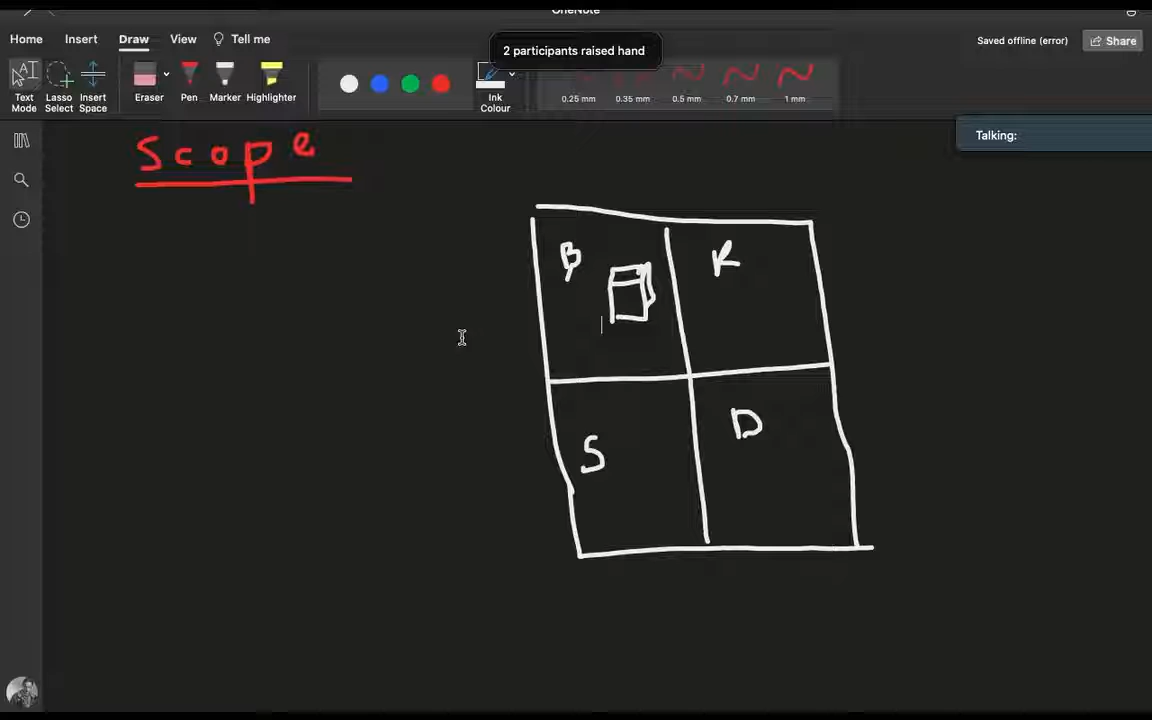 OneNote
2 participants raised hand
Home Insert Draw View Tell me
Saved offline (error) Share
Text Mode
Lasso Select
Insert Space
Eraser Pen Marker Highlighter
Ink Colour
0.25 mm 0.35 mm 0.5 mm 0.7 mm 1 mm
Talking:
Scope
B K
S D